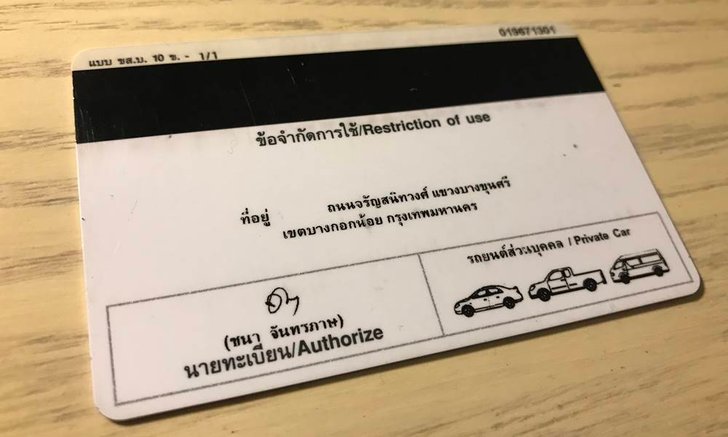 แบบ ขส.บ. 10 ข. - 1/1
019671301
ข้อจำกัดการใช้/Restriction of use
ที่อยู่
ถนนจรัญสนิทวงศ์ แขวงบางขุนศรี
เขตบางกอกน้อย กรุงเทพมหานคร
รถยนต์ส่วนบุคคล / Private Car
(ชนา จันทรภาษ)
นายทะเบียน/Authorize